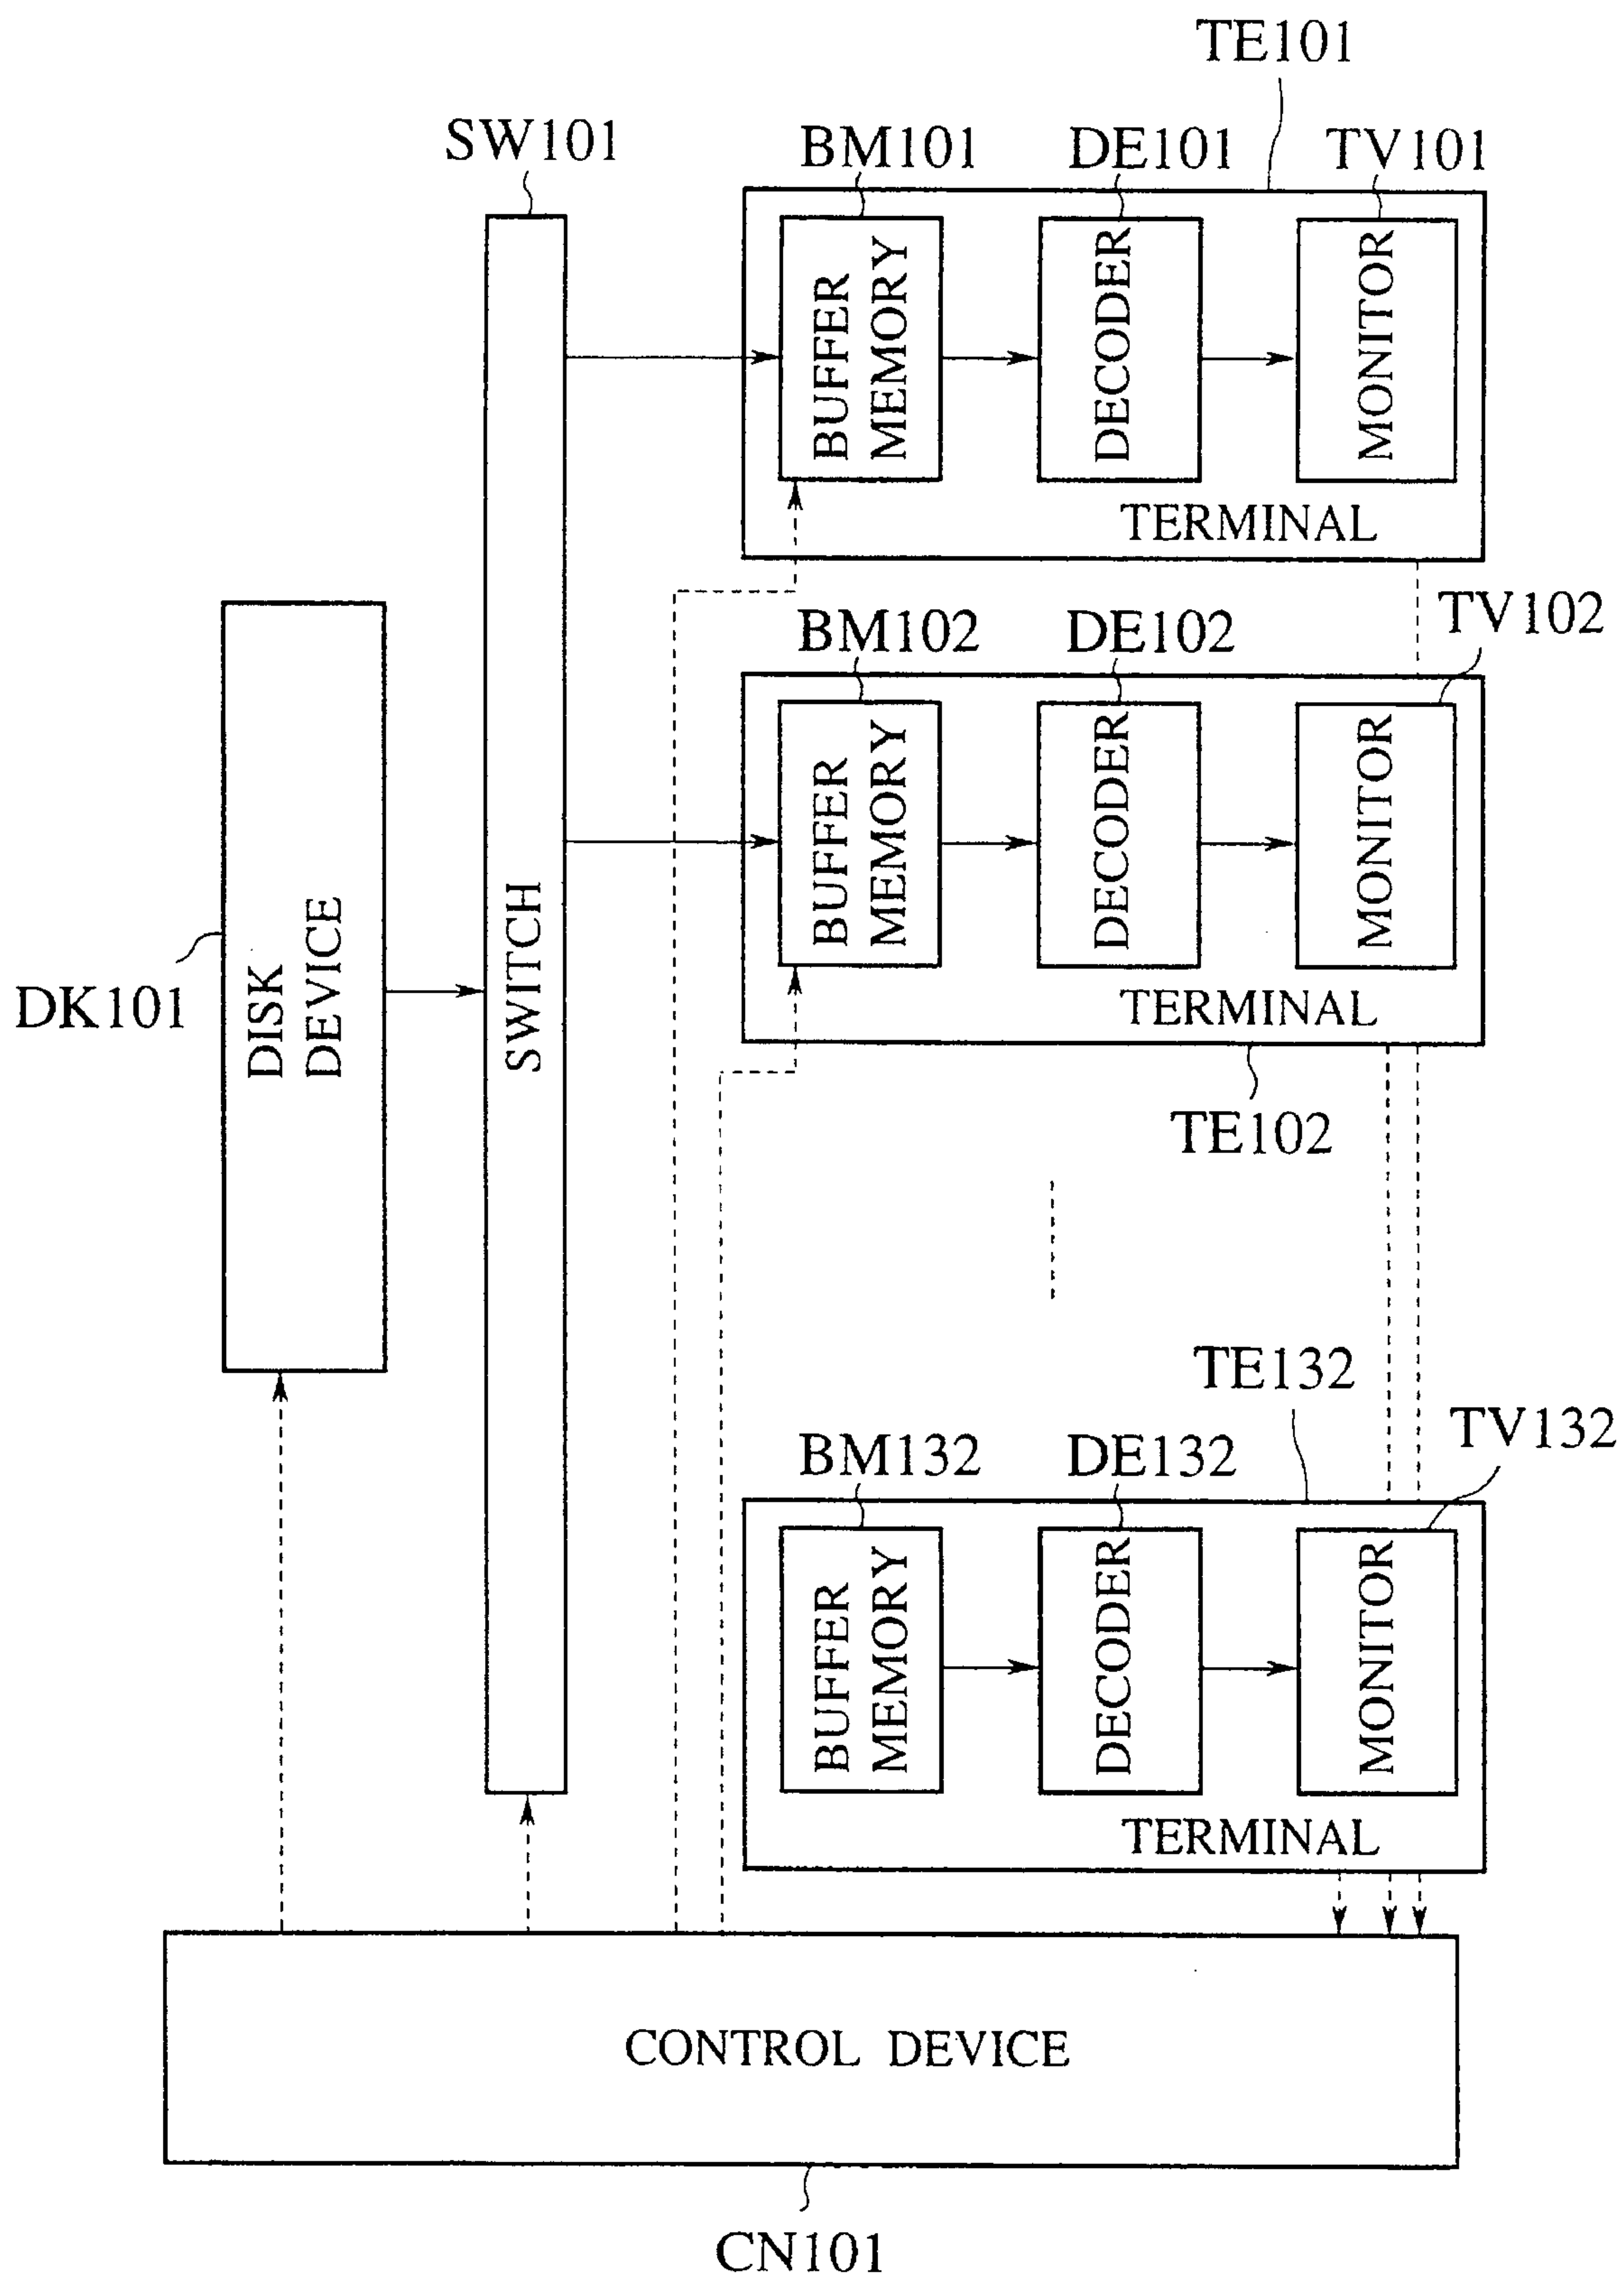 TE101
SW101
BM101 DE101 TV101
BUFFER
MEMORY
DECODER
MONITOR
TERMINAL
BM102 DE102 TV102
BUFFER
MEMORY
DECODER
MONITOR
TERMINAL
TE102
DK101
DISK
DEVICE
SWITCH
TE132
BM132 DE132 TV132
BUFFER
MEMORY
DECODER
MONITOR
TERMINAL
CONTROL DEVICE
CN101